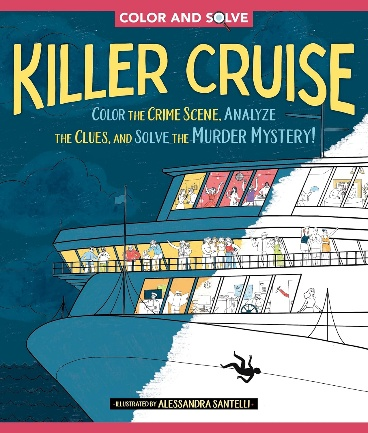 COLOR AND SOLVE
KILLER CRUISE
COLOR THE CRIME SCENE, ANALYZE
THE CLUES, AND SOLVE THE MURDER MYSTERY!
-ILLUSTRATED BY ALESSANDRA SANTELLI-